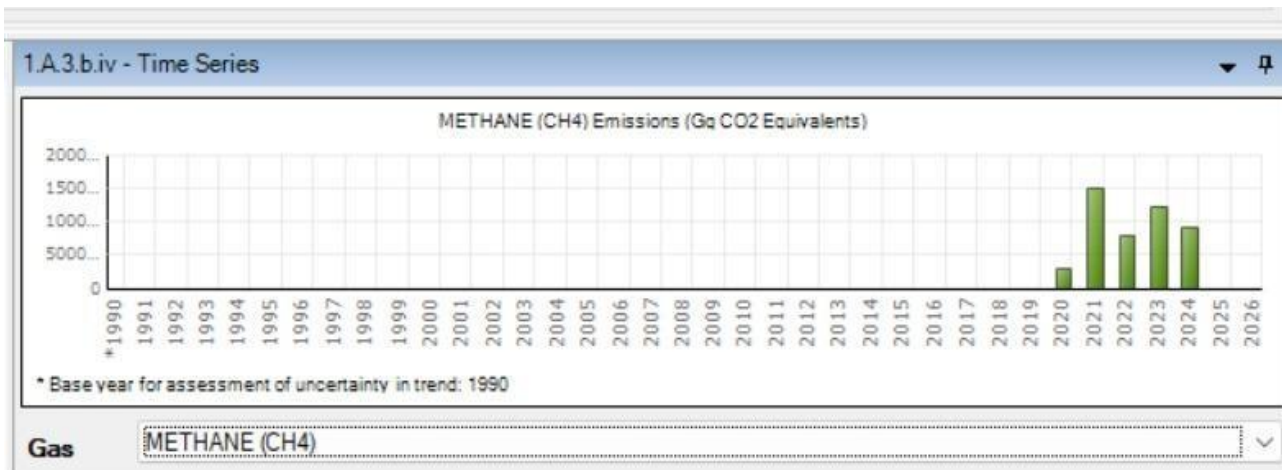 1.A.3.b.iv - Time Series
METHANE (CH4) Emissions (Gg CO2 Equivalents)
2000...
1500...
1000...
5000...
0
*1990 1991 1992 1993 1994 1995 1996 1997 1998 1999 2000 2001 2002 2003 2004 2005 2006 2007 2008 2009 2010 2011 2012 2013 2014 2015 2016 2017 2018 2019 2020 2021 2022 2023 2024 2025 2026
* Base year for assessment of uncertainty in trend: 1990
Gas METHANE (CH4)